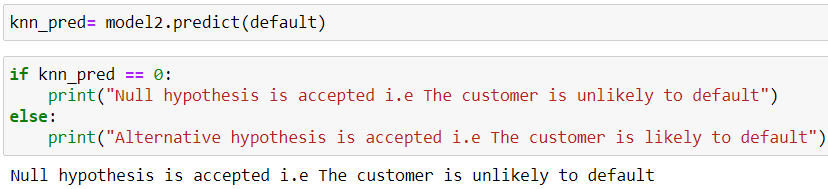 knn_pred= model2.predict(default)
if knn_pred == 0:
    print("Null hypothesis is accepted i.e The customer is unlikely to default")
else:
    print("Alternative hypothesis is accepted i.e The customer is likely to default")
Null hypothesis is accepted i.e The customer is unlikely to default